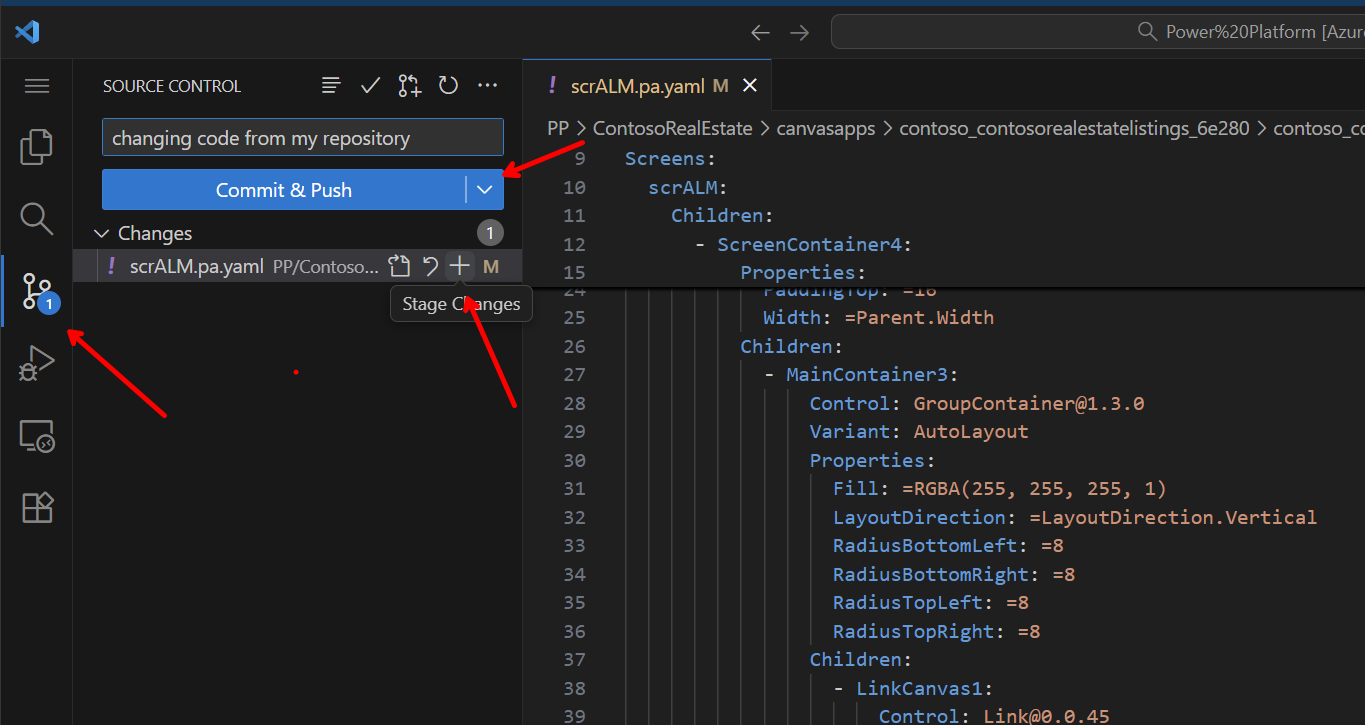 Power%20Platform [Azure
SOURCE CONTROL
changing code from my repository
Commit & Push
Changes
1
! scrALM.pa.yaml PP/Contoso... M
Stage Changes
1
! scrALM.pa.yaml M
PP > ContosoRealEstate > canvasapps > contoso_contosorealestatelistings_6e280 > contoso_co
9 Screens:
10 scrALM:
11 Children:
12 - ScreenContainer4:
15 Properties:
24 PaddingTop: =16
25 Width: =Parent.Width
26 Children:
27 - MainContainer3:
28 Control: GroupContainer@1.3.0
29 Variant: AutoLayout
30 Properties:
31 Fill: =RGBA(255, 255, 255, 1)
32 LayoutDirection: =LayoutDirection.Vertical
33 RadiusBottomLeft: =8
34 RadiusBottomRight: =8
35 RadiusTopLeft: =8
36 RadiusTopRight: =8
37 Children:
38 - LinkCanvas1:
39 Control: Link@0.0.45